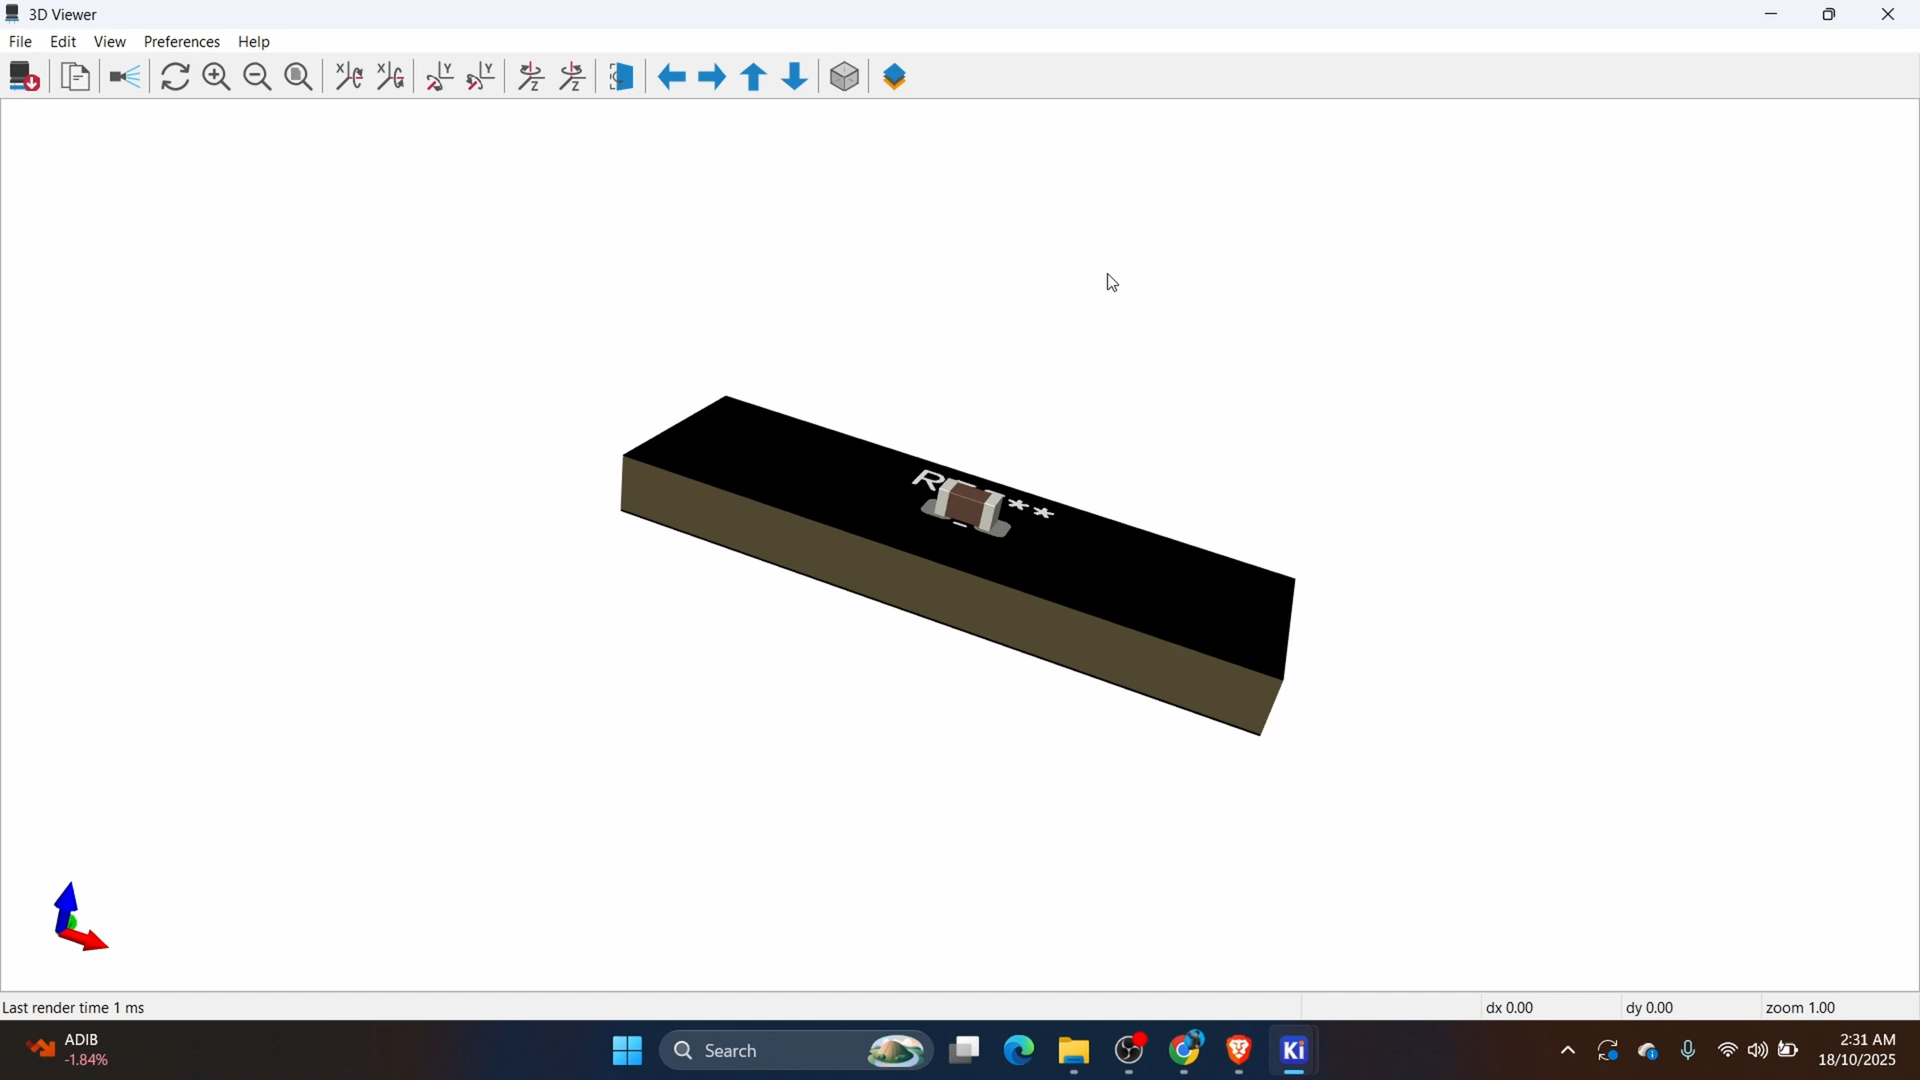 3D Viewer
File Edit View Preferences Help
Last render time 1 ms
dx 0.00
dy 0.00
zoom 1.00
ADIB
-1.84%
Search
Ki
2:31 AM
18/10/2025